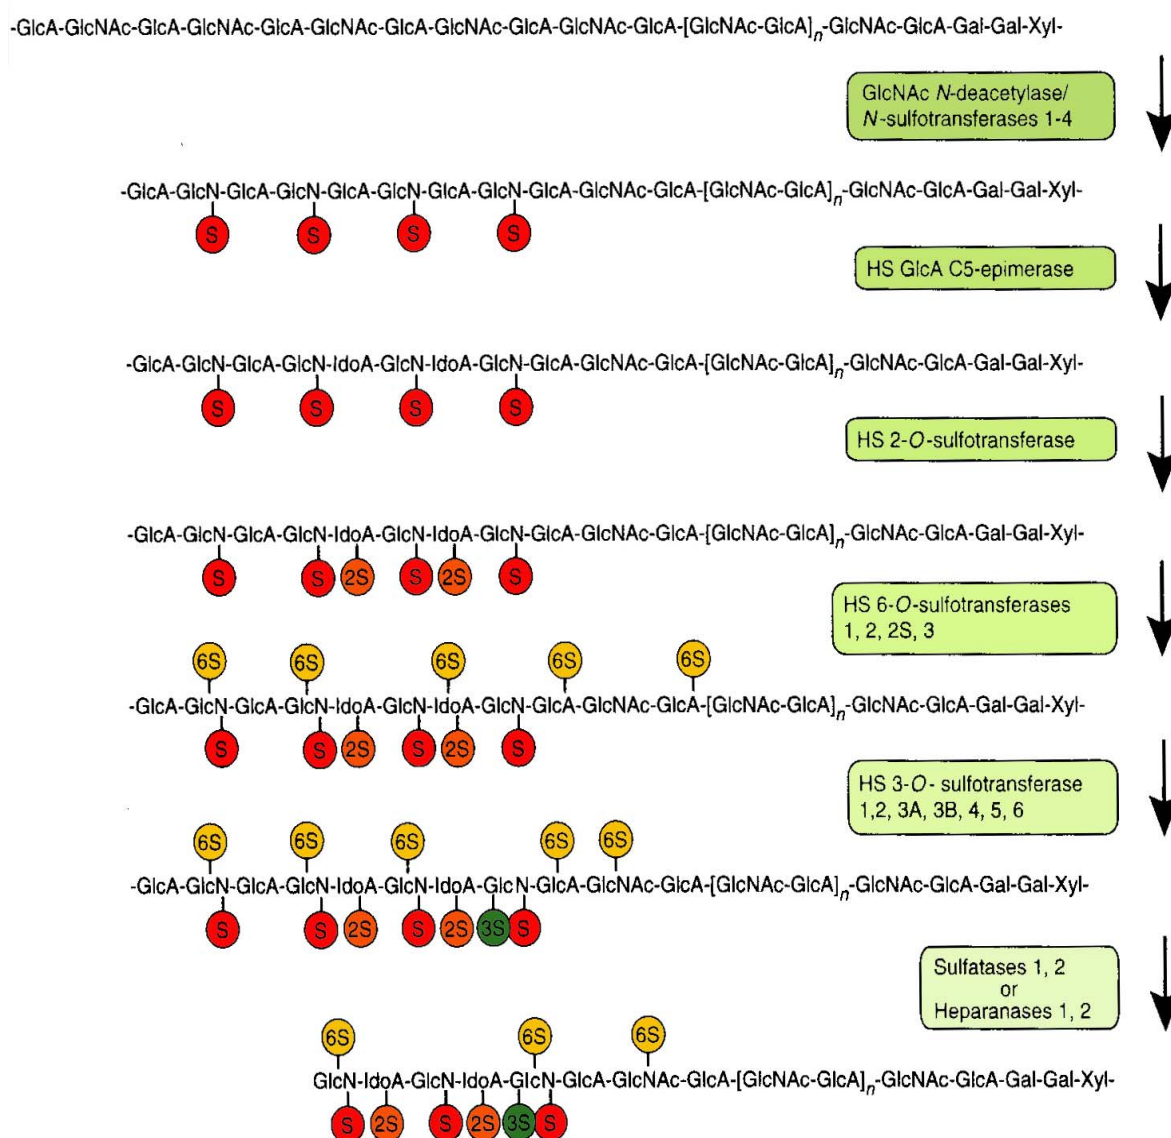 -GlcA-GlcNAc-GlcA-GlcNAc-GlcA-GlcNAc-GlcA-GlcNAc-GlcA-GlcNAc-GlcA-[GlcNAc-GlcA]n-GlcNAc-GlcA-Gal-Gal-Xyl-
GlcNAc N-deacetylase/
N-sulfotransferases 1-4
-GlcA-GlcN-GlcA-GlcN-GlcA-GlcN-GlcA-GlcN-GlcA-GlcNAc-GlcA-[GlcNAc-GlcA]n-GlcNAc-GlcA-Gal-Gal-Xyl-
S S S S
HS GlcA C5-epimerase
-GlcA-GlcN-GlcA-GlcN-IdoA-GlcN-IdoA-GlcN-GlcA-GlcNAc-GlcA-[GlcNAc-GlcA]n-GlcNAc-GlcA-Gal-Gal-Xyl-
S S S S
HS 2-O-sulfotransferase
-GlcA-GlcN-GlcA-GlcN-IdoA-GlcN-IdoA-GlcN-GlcA-GlcNAc-GlcA-[GlcNAc-GlcA]n-GlcNAc-GlcA-Gal-Gal-Xyl-
S S 2S S 2S S
HS 6-O-sulfotransferases
1, 2, 2S, 3
6S 6S 6S 6S 6S
-GlcA-GlcN-GlcA-GlcN-IdoA-GlcN-IdoA-GlcN-GlcA-GlcNAc-GlcA-[GlcNAc-GlcA]n-GlcNAc-GlcA-Gal-Gal-Xyl-
S S 2S S 2S S
HS 3-O- sulfotransferase
1,2, 3A, 3B, 4, 5, 6
6S 6S 6S 6S 6S
-GlcA-GlcN-GlcA-GlcN-IdoA-GlcN-IdoA-GlcN-GlcA-GlcNAc-GlcA-[GlcNAc-GlcA]n-GlcNAc-GlcA-Gal-Gal-Xyl-
S S 2S S 2S 3S S
Sulfatases 1, 2
or
Heparanases 1, 2
6S 6S 6S
GlcN-IdoA-GlcN-IdoA-GlcN-GlcA-GlcNAc-GlcA-[GlcNAc-GlcA]n-GlcNAc-GlcA-Gal-Gal-Xyl-
S 2S S 2S 3S S